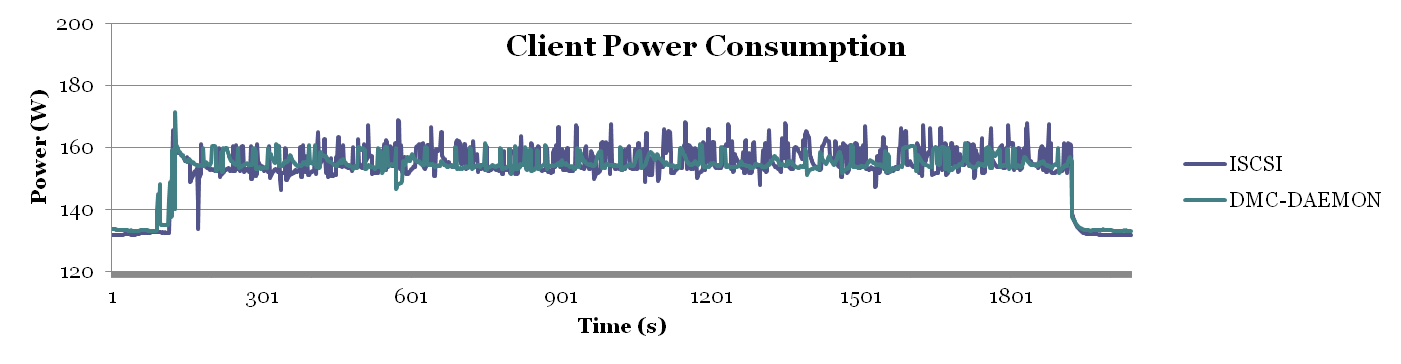 Client Power Consumption
Power (W)
200
180
160
140
120
1 301 601 901 1201 1501 1801
Time (s)
ISCSI
DMC-DAEMON